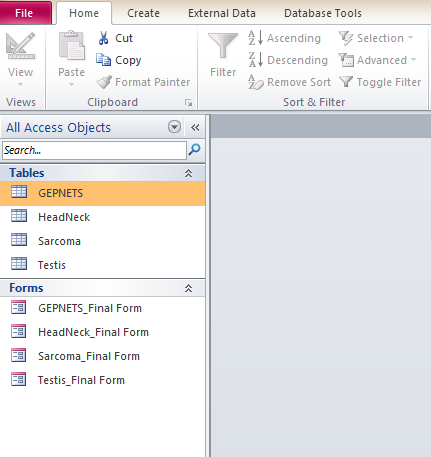 File Home Create External Data Database Tools
View
Views
Paste
Cut
Copy
Format Painter
Clipboard
Filter
Ascending
Descending
Remove Sort
Selection
Advanced
Toggle Filter
Sort & Filter
All Access Objects
Search...
Tables
GEPNETS
HeadNeck
Sarcoma
Testis
Forms
GEPNETS_Final Form
HeadNeck_Final Form
Sarcoma_Final Form
Testis_FInal Form